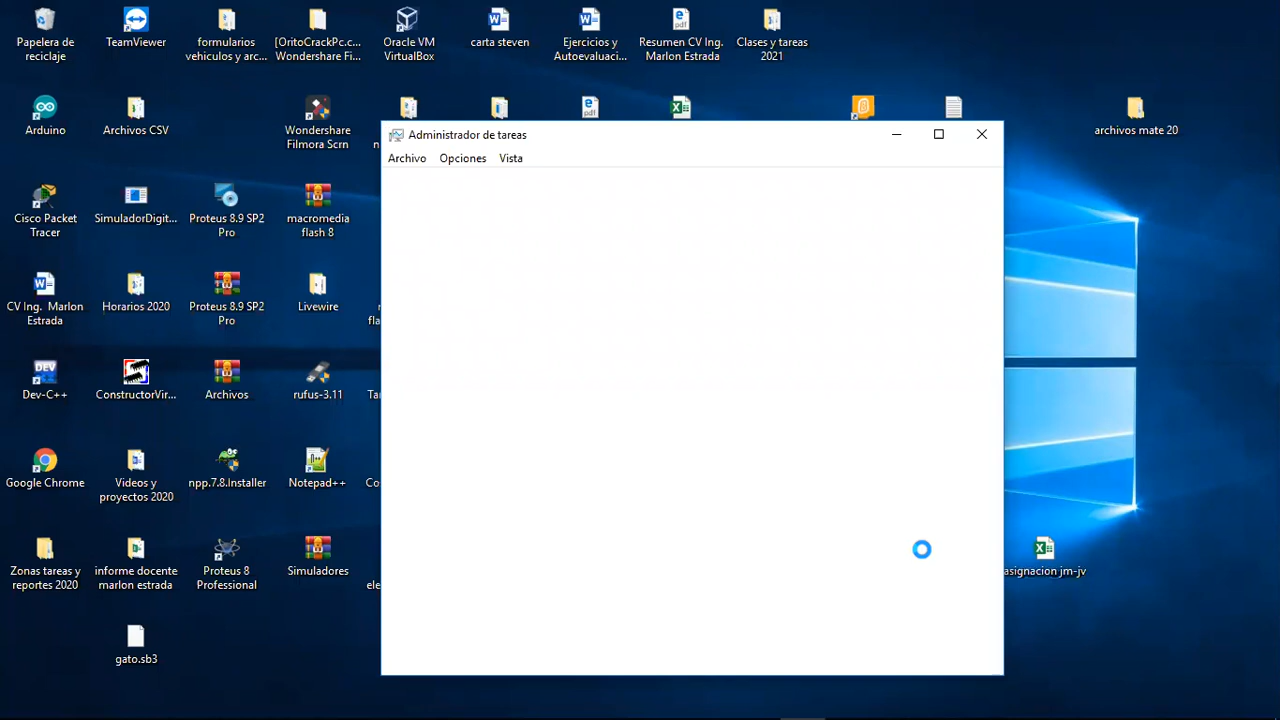 Papelera de
reciclaje
TeamViewer
formularios
vehiculos y arc...
[OritoCrackPc.c...
Wondershare Fi...
Oracle VM
VirtualBox
carta steven
Ejercicios y
Autoevaluaci...
Resumen CV Ing.
Marlon Estrada
Clases y tareas
2021
Arduino
Archivos CSV
Wondershare
Filmora Scrn
archivos mate 20
Administrador de tareas
Archivo Opciones Vista
Cisco Packet
Tracer
SimuladorDigit...
Proteus 8.9 SP2
Pro
macromedia
flash 8
CV Ing. Marlon
Estrada
Horarios 2020
Proteus 8.9 SP2
Pro
Livewire
Dev-C++
ConstructorVir...
Archivos
rufus-3.11
Google Chrome
Videos y
proyectos 2020
npp.7.8.Installer
Notepad++
Zonas tareas y
reportes 2020
informe docente
marlon estrada
Proteus 8
Professional
Simuladores
asignacion jm-jv
gato.sb3